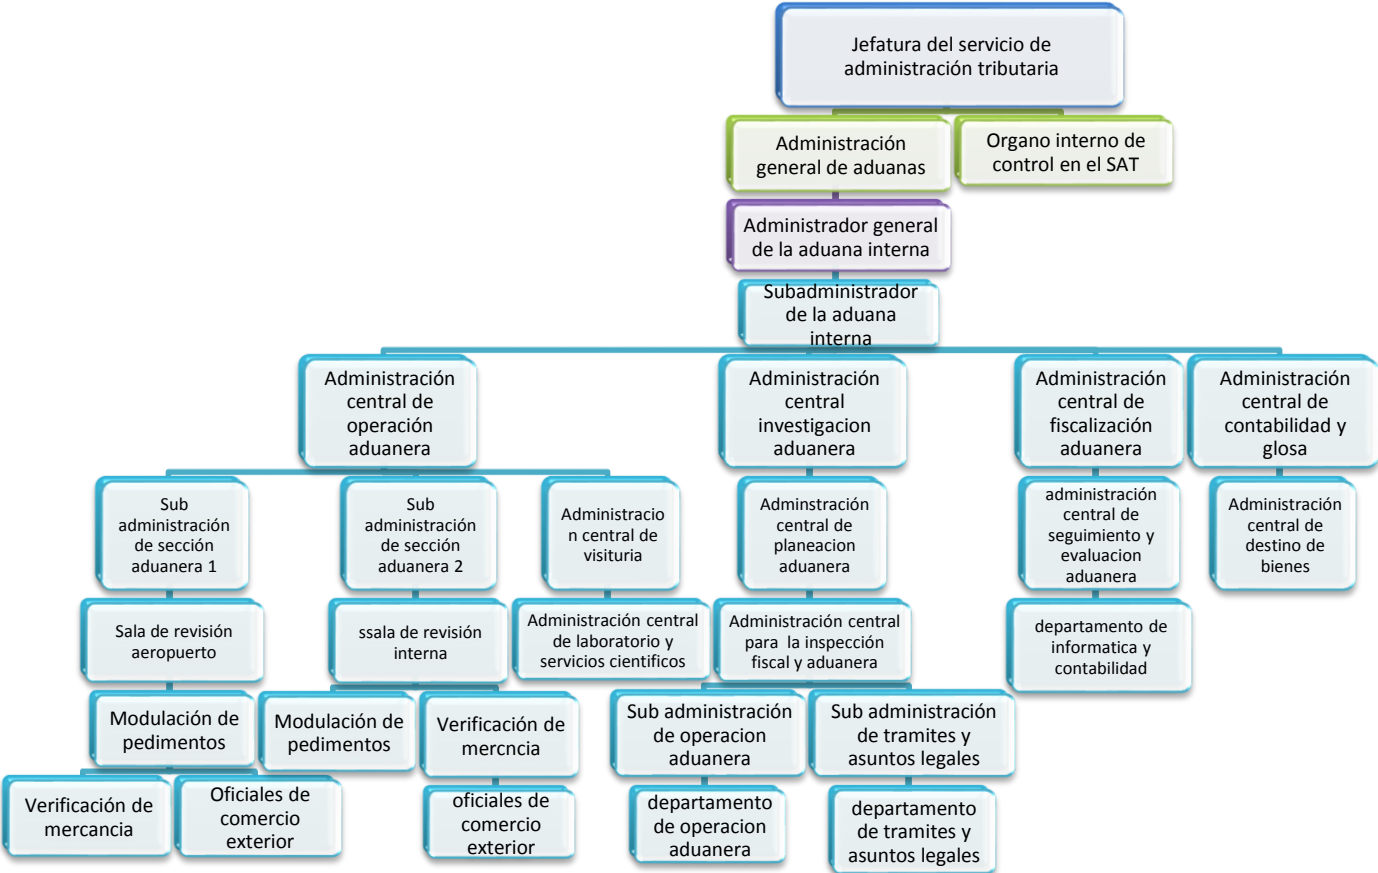 Jefatura del servicio de
administración tributaria
Administración
general de aduanas
Organo interno de
control en el SAT
Administrador general
de la aduana interna
Subadministrador
de la aduana
interna
Administración
central de
operación
aduanera
Administración
central
investigacion
aduanera
Administración
central de
fiscalización
aduanera
Administración
central de
contabilidad y
glosa
Sub
administración
de sección
aduanera 1
Sub
administración
de sección
aduanera 2
Administracio
n central de
visituria
Adminstración
central de
planeacion
aduanera
administración
central de
seguimiento y
evaluacion
aduanera
Administración
central de
destino de
bienes
Sala de revisión
aeropuerto
ssala de revisión
interna
Administración central
de laboratorio y
servicios cientificos
Administración central
para  la inspección
fiscal y aduanera
departamento de
informatica y
contabilidad
Modulación de
pedimentos
Modulación de
pedimentos
Verificación de
mercncia
Sub administración
de operacion
aduanera
Sub administración
de tramites y
asuntos legales
Verificación de
mercancia
Oficiales de
comercio
exterior
oficiales de
comercio
exterior
departamento
de operacion
aduanera
departamento
de tramites y
asuntos legales